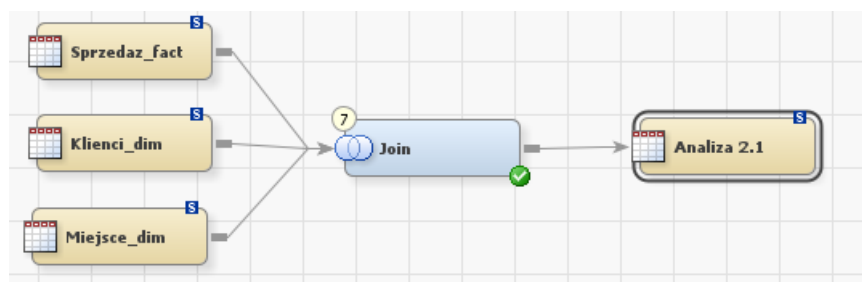 S
Sprzedaz_fact
S
Klienci_dim
7
Join
S
Analiza 2.1
S
Miejsce_dim